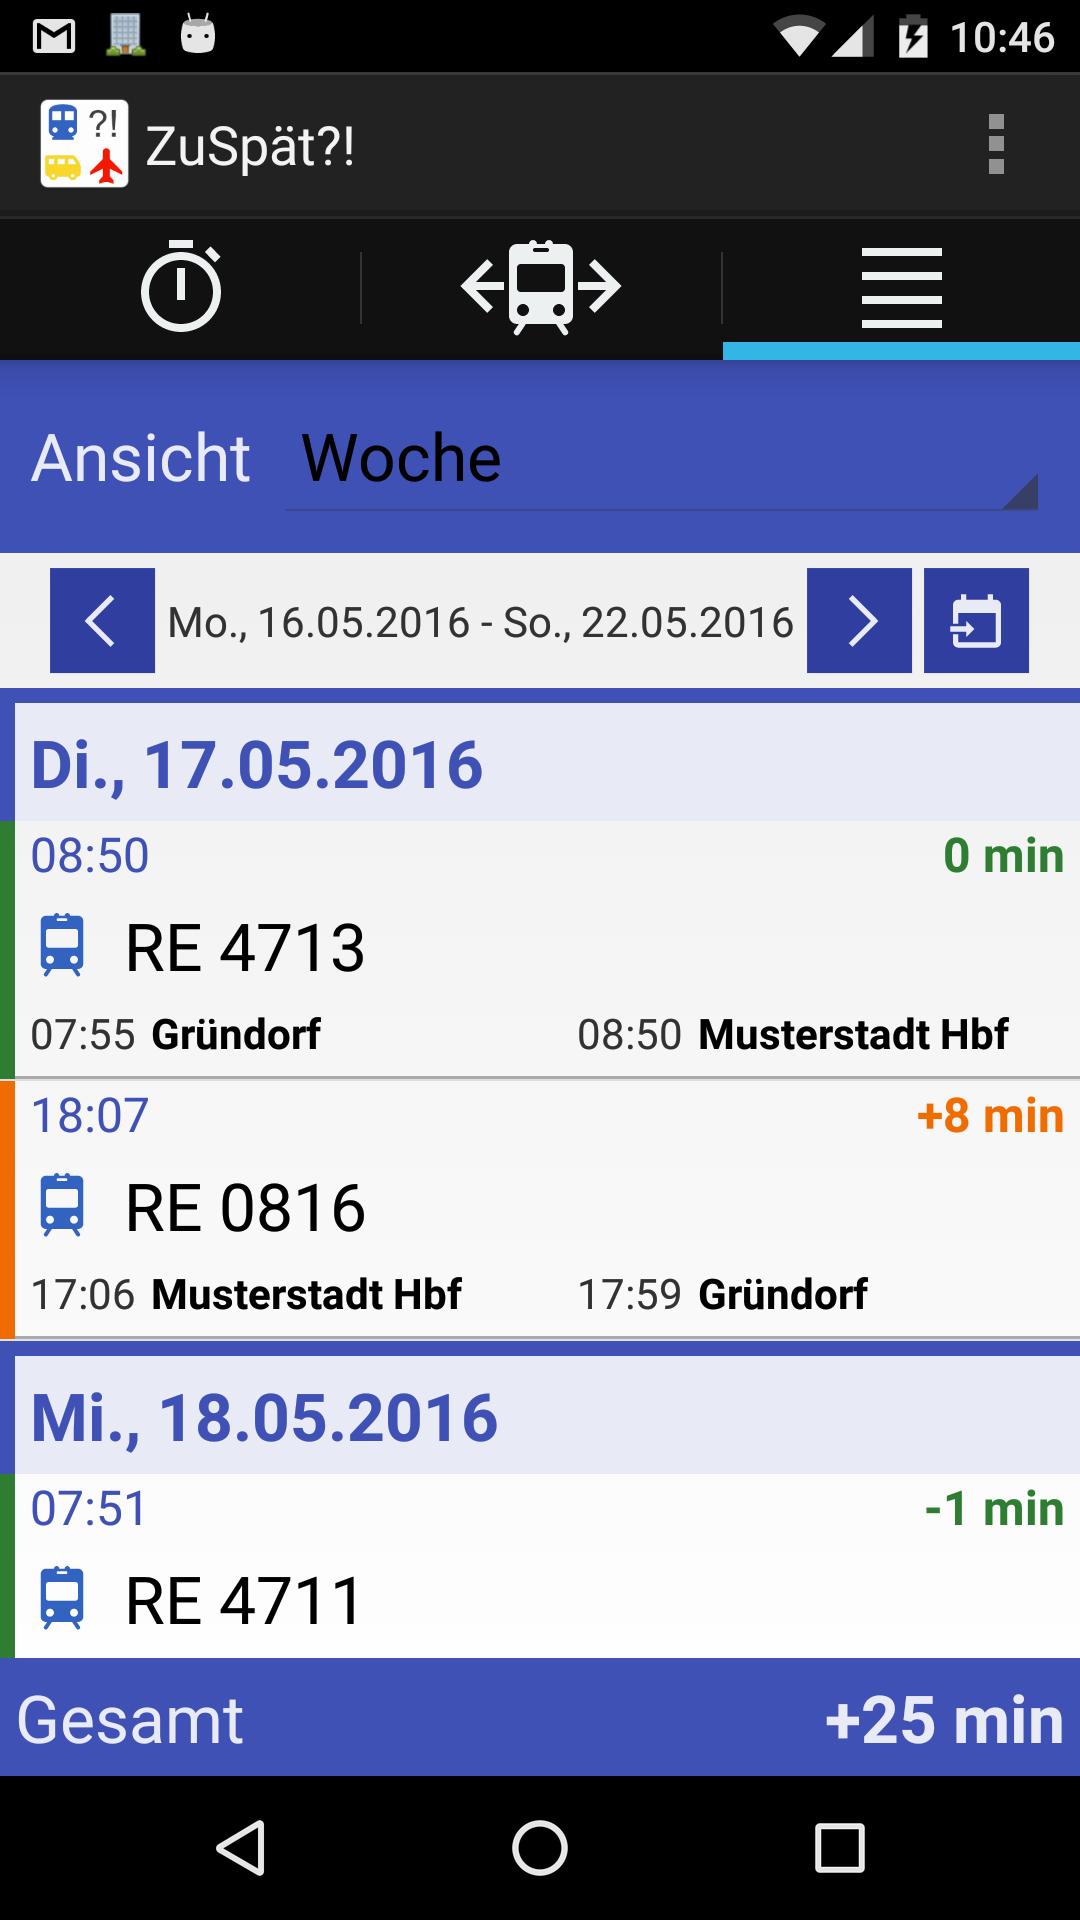 10:46
?! ZuSpät?!
Ansicht Woche
Mo., 16.05.2016 - So., 22.05.2016
Di., 17.05.2016
08:50 0 min
RE 4713
07:55 Gründorf 08:50 Musterstadt Hbf
18:07 +8 min
RE 0816
17:06 Musterstadt Hbf 17:59 Gründorf
Mi., 18.05.2016
07:51 -1 min
RE 4711
Gesamt +25 min